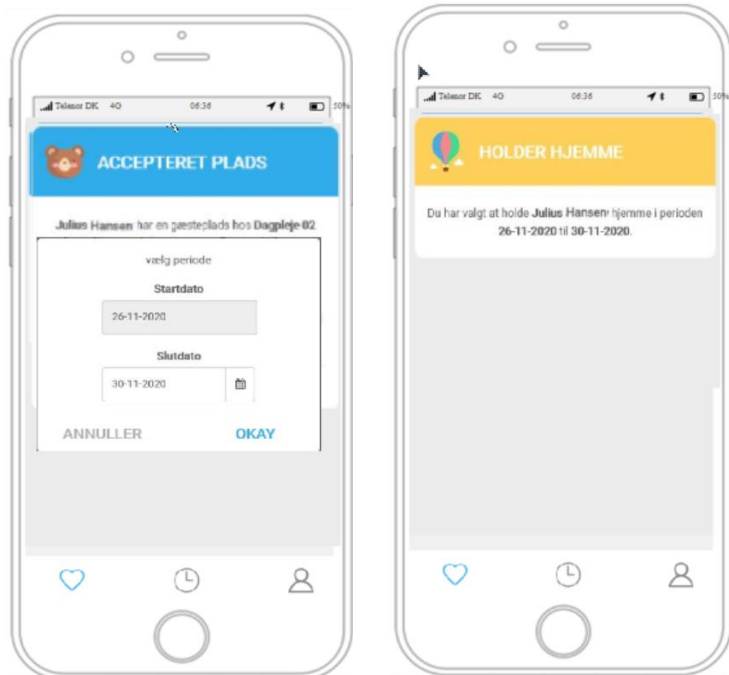 Telenor DK 4G 06:36 50%
ACCEPTERET PLADS
Julius Hansen har en gæsteplads hos Dagpleje 02
vælg periode
Startdato
26-11-2020
Slutdato
30-11-2020
ANNULLER OKAY
Telenor DK 4G 06:36 50%
HOLDER HJEMME
Du har valgt at holde Julius Hansen hjemme i perioden
26-11-2020 til 30-11-2020.